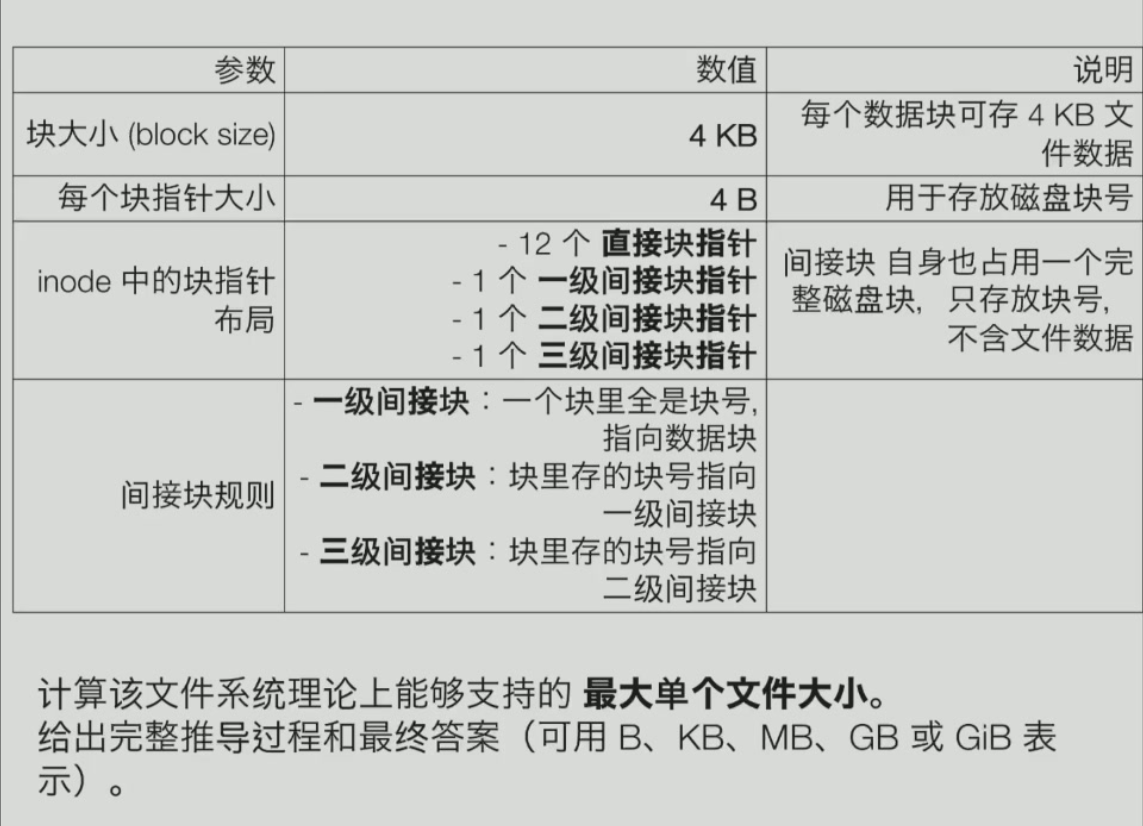 参数
数值
说明
块大小 (block size)
4 KB
每个数据块可存 4 KB 文
件数据
每个块指针大小
4 B
用于存放磁盘块号
inode 中的块指针
布局
- 12 个 直接块指针
- 1 个 一级间接块指针
- 1 个 二级间接块指针
- 1 个 三级间接块指针
间接块 自身也占用一个完
整磁盘块，只存放块号，
不含文件数据
间接块规则
- 一级间接块：一个块里全是块号，
指向数据块
- 二级间接块：块里存的块号指向
一级间接块
- 三级间接块：块里存的块号指向
二级间接块
计算该文件系统理论上能够支持的 最大单个文件大小。
给出完整推导过程和最终答案（可用 B、KB、MB、GB 或 GiB 表
示）。